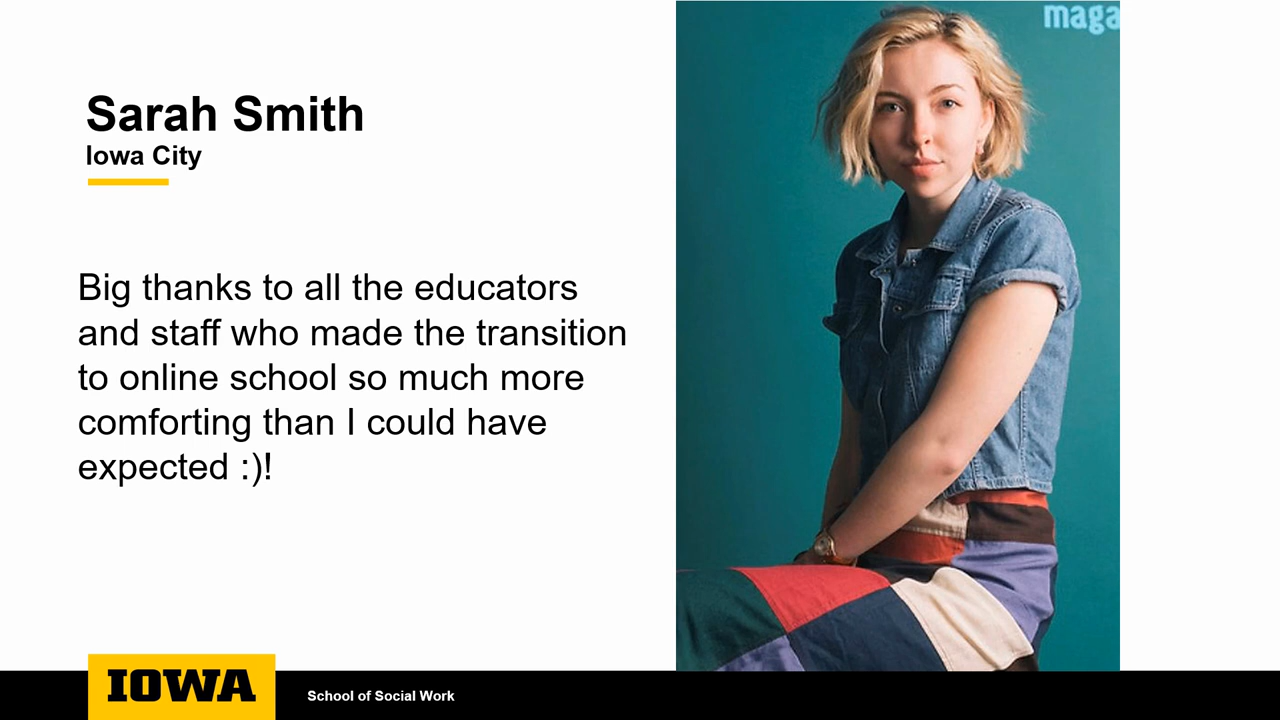 maga
Sarah Smith
Iowa City
Big thanks to all the educators
and staff who made the transition
to online school so much more
comforting than I could have
expected :)!
IOWA
School of Social Work